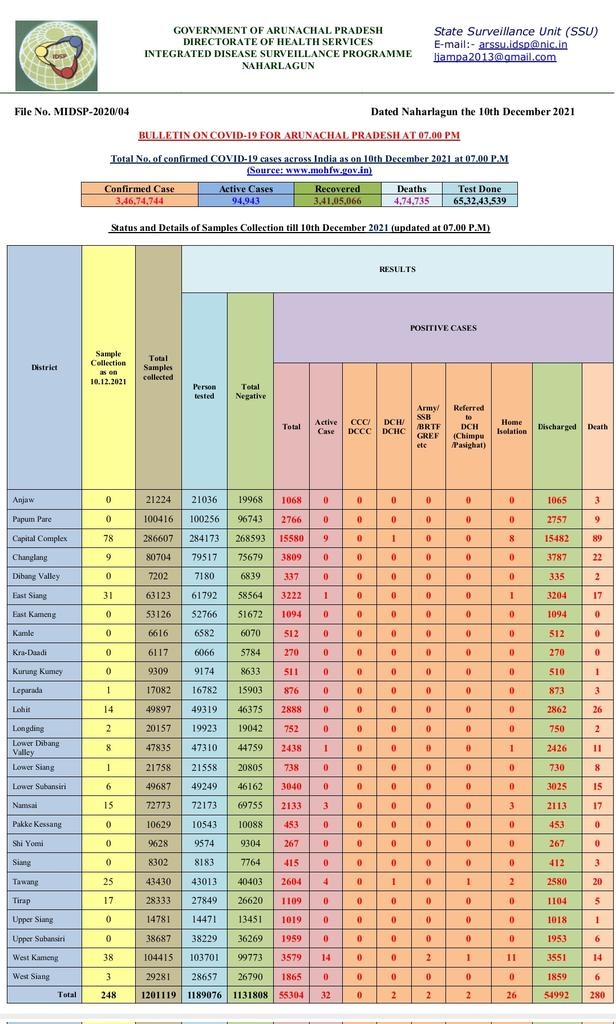 GOVERNMENT OF ARUNACHAL PRADESH
DIRECTORATE OF HEALTH SERVICES
INTEGRATED DISEASE SURVEILLANCE PROGRAMME
NAHARLAGUN
State Surveillance Unit (SSU)
E-mail:- arssu.idsp@nic.in
ljampa2013@gmail.com
IDSP
File No. MIDSP-2020/04 Dated Naharlagun the 10th December 2021
BULLETIN ON COVID-19 FOR ARUNACHAL PRADESH AT 07.00 PM
Total No. of confirmed COVID-19 cases across India as on 10th December 2021 at 07.00 P.M
(Source: www.mohfw.gov.in)
Confirmed Case Active Cases Recovered Deaths Test Done
3,46,74,744 94,943 3,41,05,066 4,74,735 65,32,43,539
Status and Details of Samples Collection till 10th December 2021 (updated at 07.00 P.M)
District
Sample
Collection
as on
10.12.2021
Total
Samples
collected
RESULTS
Person
tested
Total
Negative
POSITIVE CASES
Total
Active
Case
CCC/
DCCC
DCH/
DCHC
Army/
SSB
/BRTF
GREF
etc
Referred
to
DCH
(Chimpu
/Pasighat)
Home
Isolation
Discharged
Death
Anjaw 0 21224 21036 19968 1068 0 0 0 0 0 0 1065 3
Papum Pare 0 100416 100256 96743 2766 0 0 0 0 0 0 2757 9
Capital Complex 78 286607 284173 268593 15580 9 0 1 0 0 8 15482 89
Changlang 9 80704 79517 75679 3809 0 0 0 0 0 0 3787 22
Dibang Valley 0 7202 7180 6839 337 0 0 0 0 0 0 335 2
East Siang 31 63123 61792 58564 3222 1 0 0 0 0 1 3204 17
East Kameng 0 53126 52766 51672 1094 0 0 0 0 0 0 1094 0
Kamle 0 6616 6582 6070 512 0 0 0 0 0 0 512 0
Kra-Daadi 0 6117 6066 5784 270 0 0 0 0 0 0 270 0
Kurung Kumey 0 9309 9174 8633 511 0 0 0 0 0 0 510 1
Leparada 1 17082 16782 15903 876 0 0 0 0 0 0 873 3
Lohit 14 49897 49319 46375 2888 0 0 0 0 0 0 2862 26
Longding 2 20157 19923 19042 752 0 0 0 0 0 0 750 2
Lower Dibang
Valley 8 47835 47310 44759 2438 1 0 0 0 0 1 2426 11
Lower Siang 1 21758 21558 20805 738 0 0 0 0 0 0 730 8
Lower Subansiri 6 49687 49249 46162 3040 0 0 0 0 0 0 3025 15
Namsai 15 72773 72173 69755 2133 3 0 0 0 0 3 2113 17
Pakke Kessang 0 10629 10543 10088 453 0 0 0 0 0 0 453 0
Shi Yomi 0 9628 9574 9304 267 0 0 0 0 0 0 267 0
Siang 0 8302 8183 7764 415 0 0 0 0 0 0 412 3
Tawang 25 43430 43013 40403 2604 4 0 1 0 1 2 2580 20
Tirap 17 28333 27849 26620 1109 0 0 0 0 0 0 1104 5
Upper Siang 0 14781 14471 13451 1019 0 0 0 0 0 0 1018 1
Upper Subansiri 0 38687 38229 36269 1959 0 0 0 0 0 0 1953 6
West Kameng 38 104415 103701 99773 3579 14 0 0 2 1 11 3551 14
West Siang 3 29281 28657 26790 1865 0 0 0 0 0 0 1859 6
Total 248 1201119 1189076 1131808 55304 32 0 2 2 2 26 54992 280